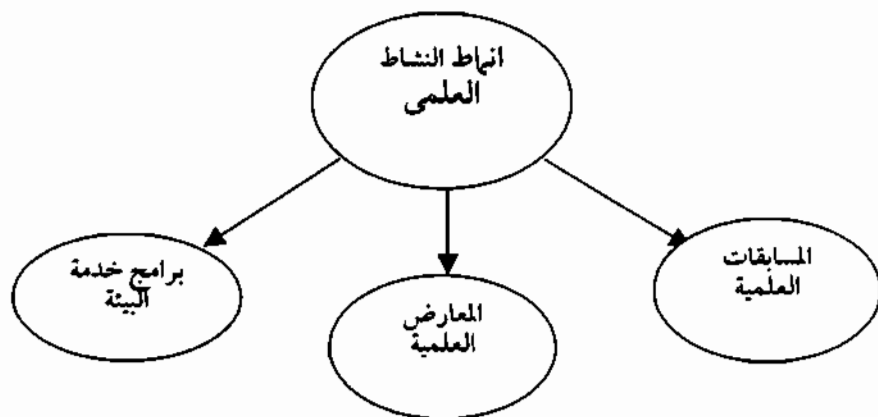 انماط النشاط
العلمى
المسابقات
العلمية
المعارض
العلمية
برامج خدمة
البيئة